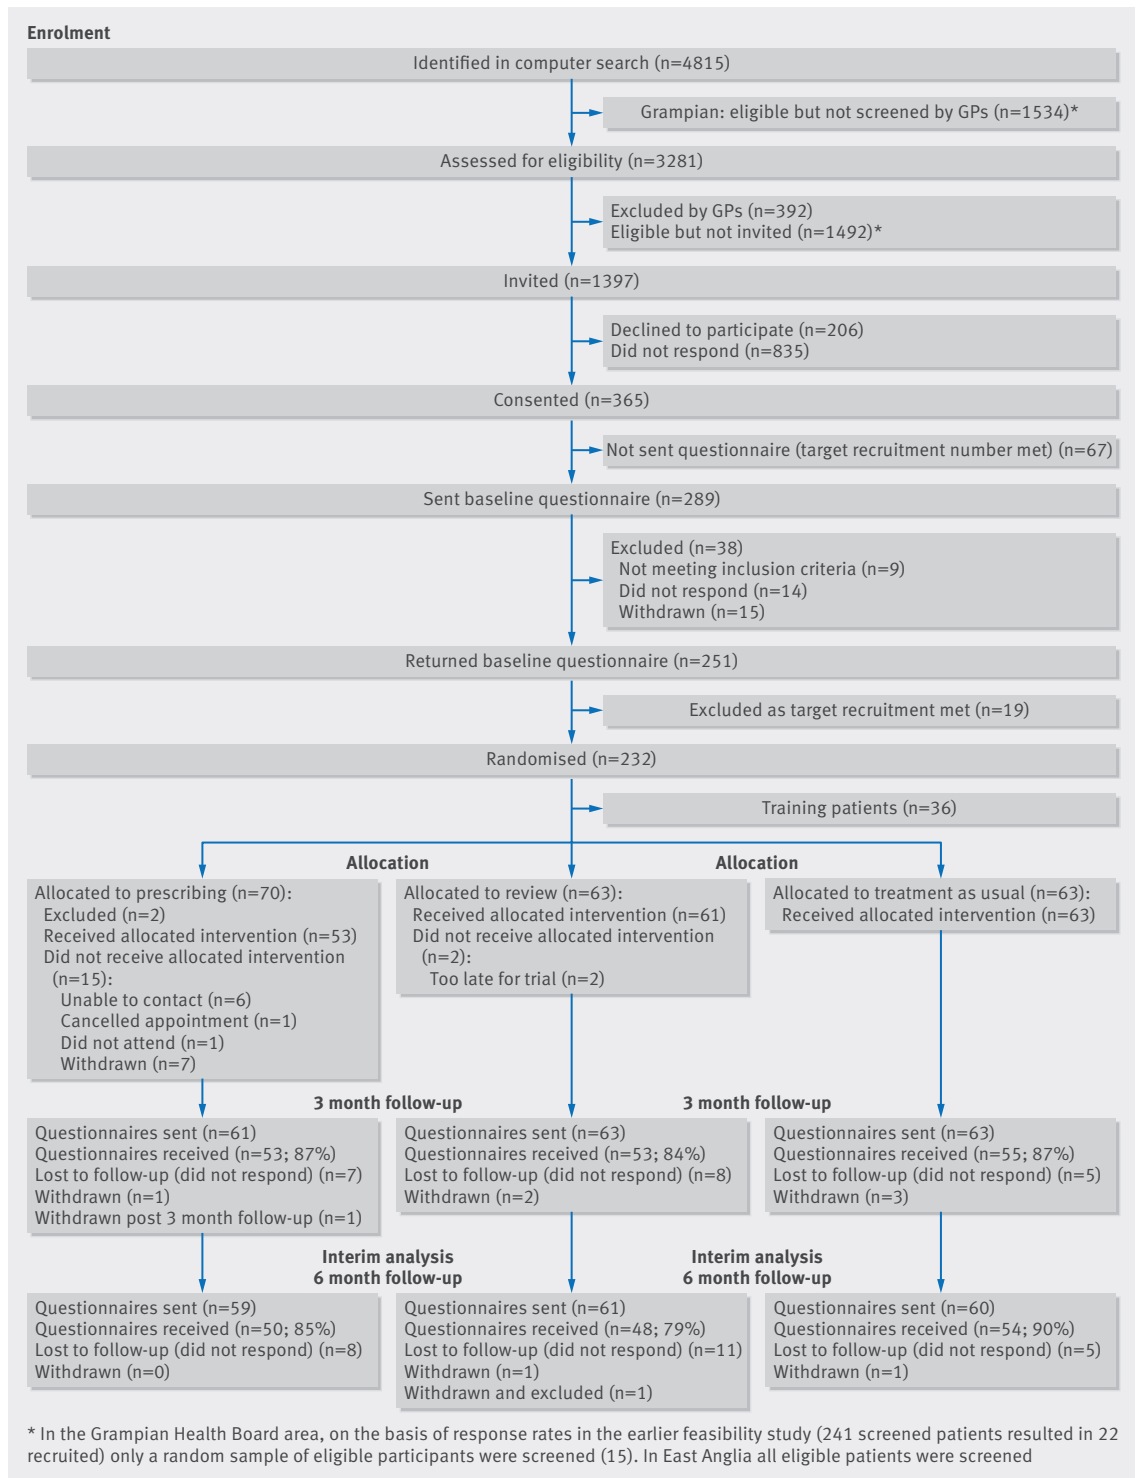 Enrolment
Identified in computer search (n=4815)
Grampian: eligible but not screened by GPs (n=1534)*
Assessed for eligibility (n=3281)
Excluded by GPs (n=392)
Eligible but not invited (n=1492)*
Invited (n=1397)
Declined to participate (n=206)
Did not respond (n=835)
Consented (n=365)
Not sent questionnaire (target recruitment number met) (n=67)
Sent baseline questionnaire (n=289)
Excluded (n=38)
Not meeting inclusion criteria (n=9)
Did not respond (n=14)
Withdrawn (n=15)
Returned baseline questionnaire (n=251)
Excluded as target recruitment met (n=19)
Randomised (n=232)
Training patients (n=36)
Allocation
Allocation
Allocated to prescribing (n=70):
Excluded (n=2)
Received allocated intervention (n=53)
Did not receive allocated intervention
(n=15):
Unable to contact (n=6)
Cancelled appointment (n=1)
Did not attend (n=1)
Withdrawn (n=7)
Allocated to review (n=63):
Received allocated intervention (n=61)
Did not receive allocated intervention
(n=2):
Too late for trial (n=2)
Allocated to treatment as usual (n=63):
Received allocated intervention (n=63)
3 month follow-up
3 month follow-up
Questionnaires sent (n=61)
Questionnaires received (n=53; 87%)
Lost to follow-up (did not respond) (n=7)
Withdrawn (n=1)
Withdrawn post 3 month follow-up (n=1)
Questionnaires sent (n=63)
Questionnaires received (n=53; 84%)
Lost to follow-up (did not respond) (n=8)
Withdrawn (n=2)
Questionnaires sent (n=63)
Questionnaires received (n=55; 87%)
Lost to follow-up (did not respond) (n=5)
Withdrawn (n=3)
Interim analysis
6 month follow-up
Interim analysis
6 month follow-up
Questionnaires sent (n=59)
Questionnaires received (n=50; 85%)
Lost to follow-up (did not respond) (n=8)
Withdrawn (n=0)
Questionnaires sent (n=61)
Questionnaires received (n=48; 79%)
Lost to follow-up (did not respond) (n=11)
Withdrawn (n=1)
Withdrawn and excluded (n=1)
Questionnaires sent (n=60)
Questionnaires received (n=54; 90%)
Lost to follow-up (did not respond) (n=5)
Withdrawn (n=1)
* In the Grampian Health Board area, on the basis of response rates in the earlier feasibility study (241 screened patients resulted in 22
recruited) only a random sample of eligible participants were screened (15). In East Anglia all eligible patients were screened